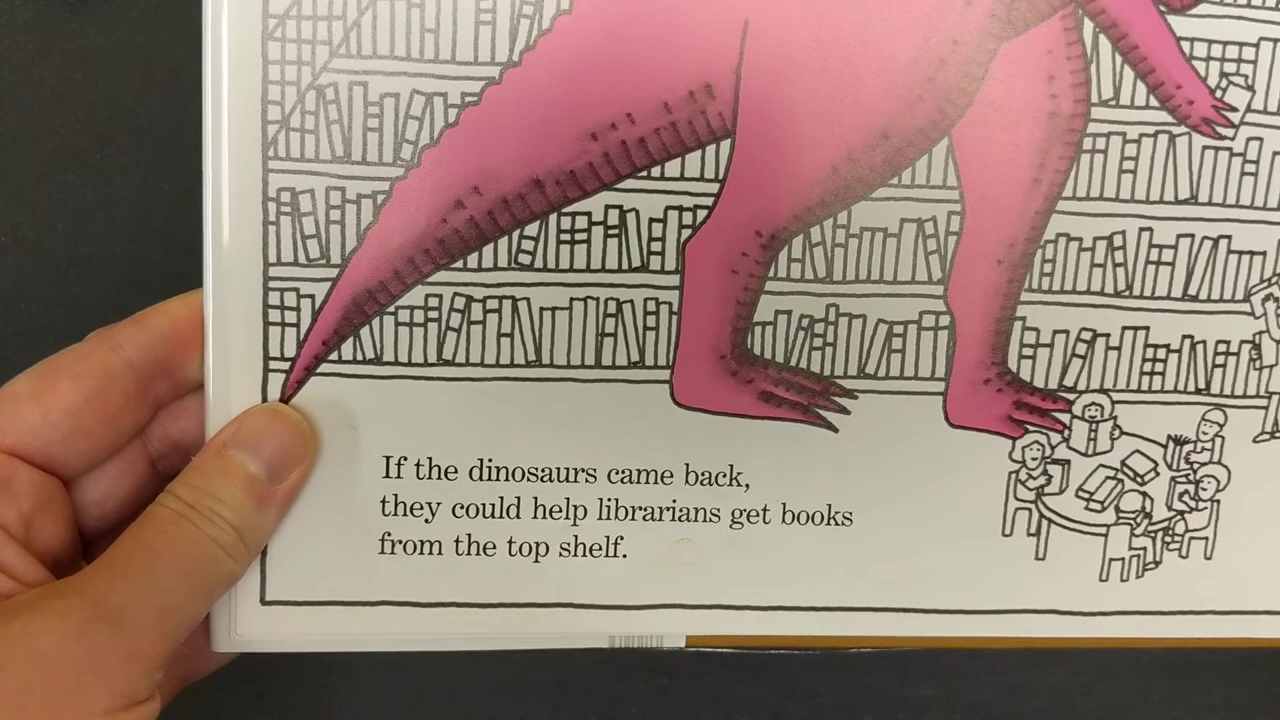 If the dinosaurs came back,
they could help librarians get books
from the top shelf.